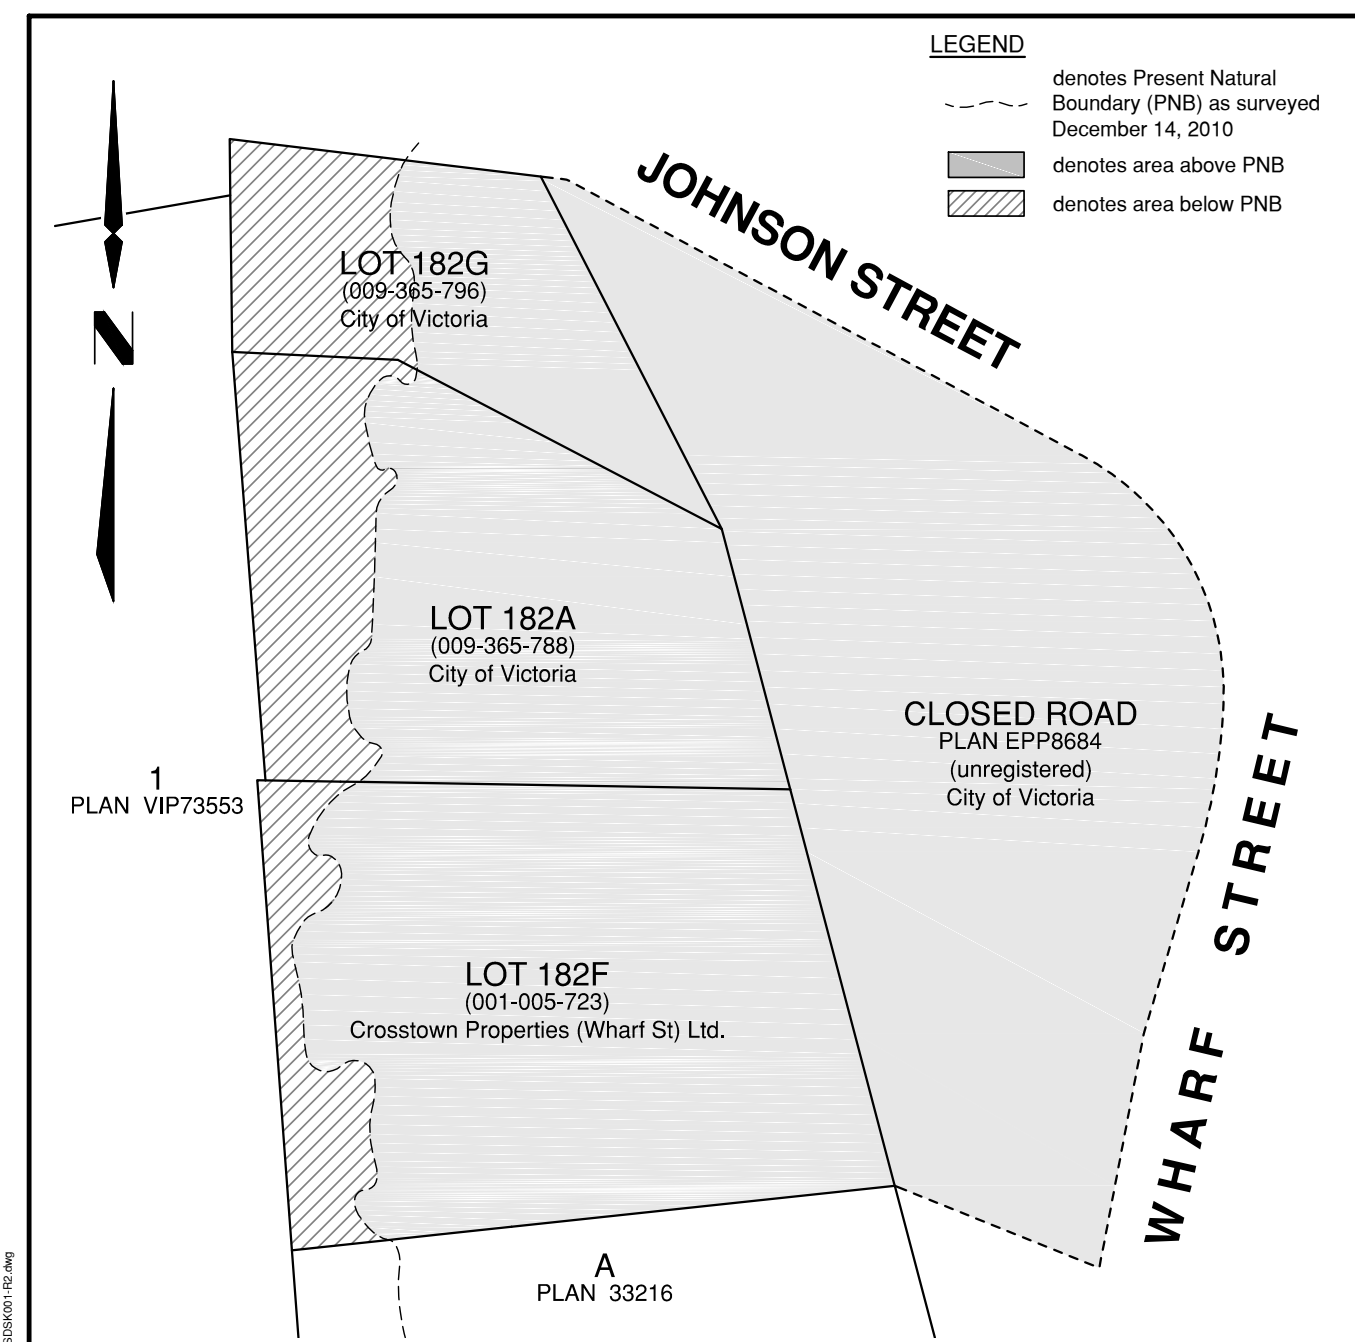 LEGEND
denotes Present Natural
Boundary (PNB) as surveyed
December 14, 2010
denotes area above PNB
denotes area below PNB
JOHNSON STREET
N
LOT 182G
(009-365-796)
City of Victoria
LOT 182A
(009-365-788)
City of Victoria
CLOSED ROAD
PLAN EPP8684
(unregistered)
City of Victoria
WHARF STREET
1
PLAN VIP73553
LOT 182F
(001-005-723)
Crosstown Properties (Wharf St) Ltd.
A
PLAN 33216
SDSK001-R2.dwg